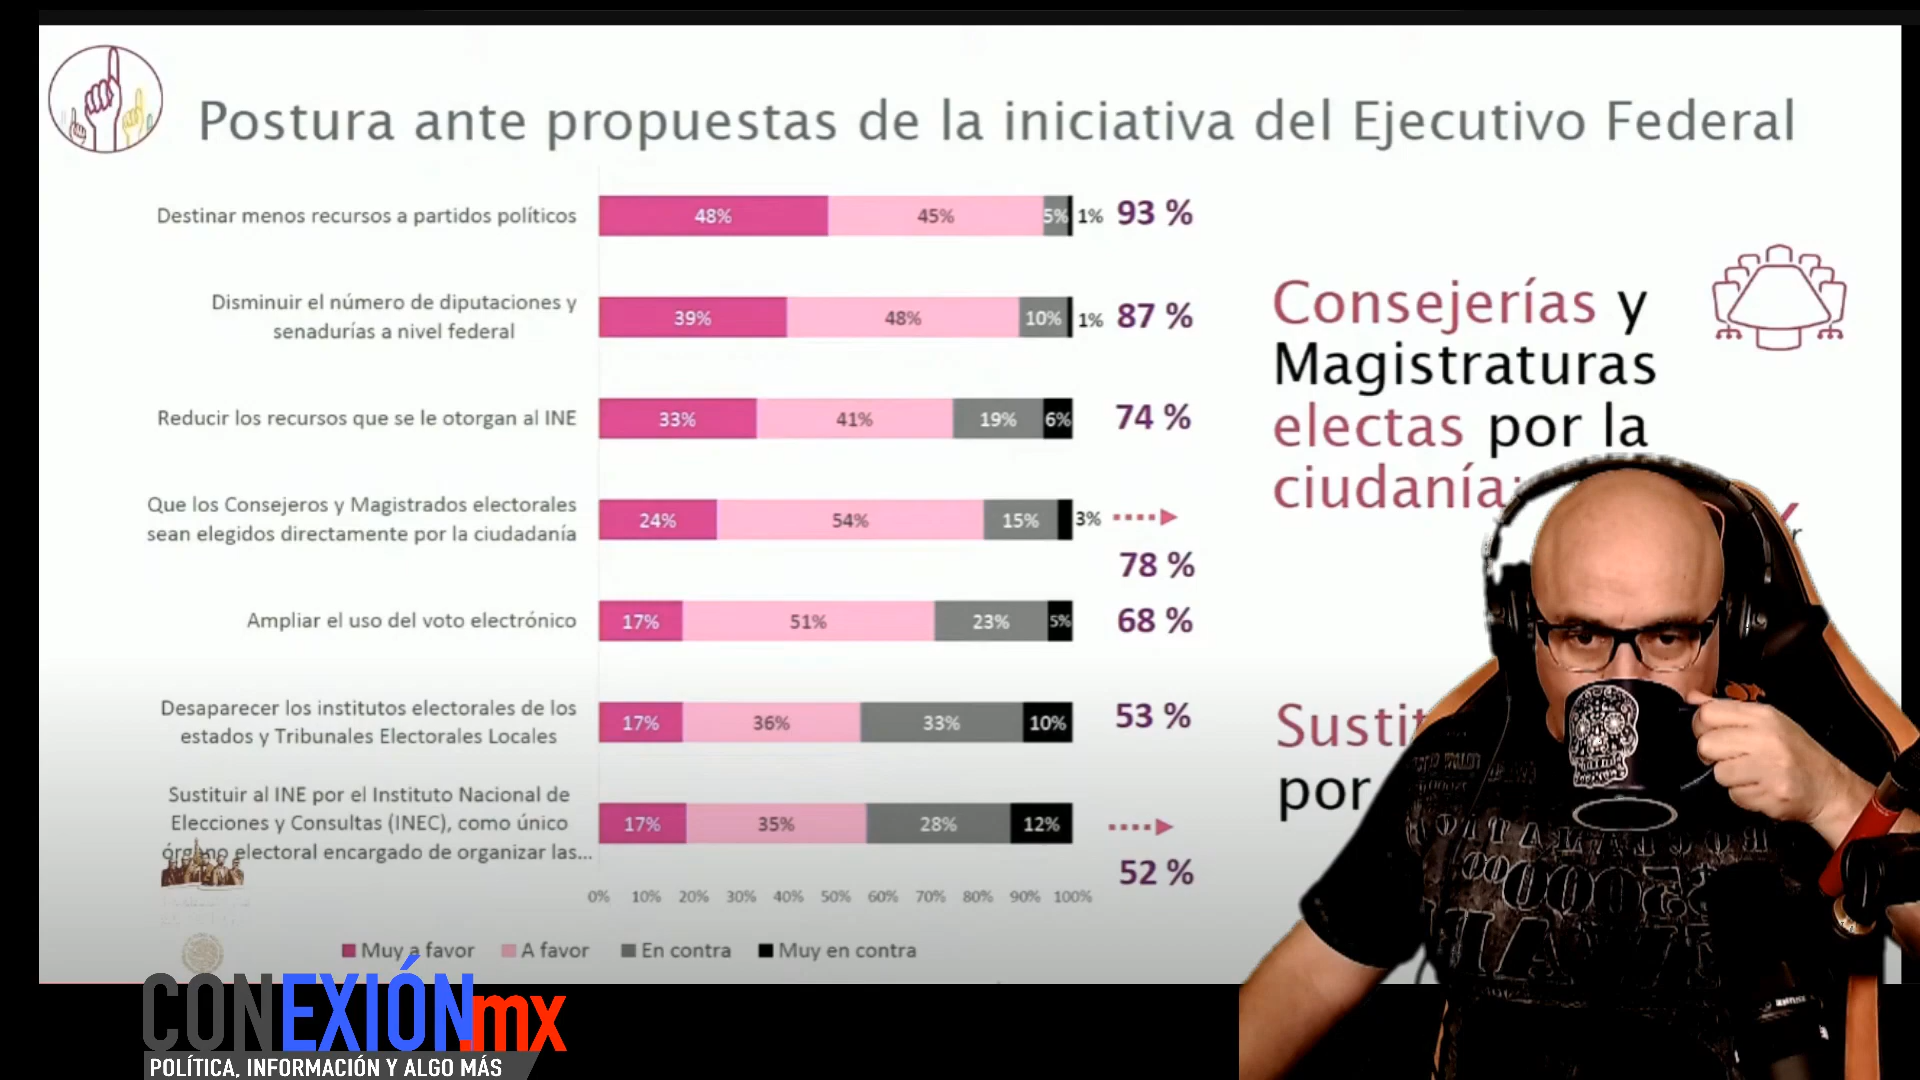 Postura ante propuestas de la iniciativa del Ejecutivo Federal
Destinar menos recursos a partidos políticos
48%
45%
5%
1%
93 %
Disminuir el número de diputaciones y
senadurías a nivel federal
39%
48%
10%
1%
87 %
Reducir los recursos que se le otorgan al INE
33%
41%
19%
6%
74 %
Que los Consejeros y Magistrados electorales
sean elegidos directamente por la ciudadanía
24%
54%
15%
3%
78 %
Ampliar el uso del voto electrónico
17%
51%
23%
5%
68 %
Desaparecer los institutos electorales de los
estados y Tribunales Electorales Locales
17%
36%
33%
10%
53 %
Sustituir al INE por el Instituto Nacional de
Elecciones y Consultas (INEC), como único
órgano electoral encargado de organizar las...
17%
35%
28%
12%
52 %
0% 10% 20% 30% 40% 50% 60% 70% 80% 90% 100%
Muy a favor A favor En contra Muy en contra
Consejerías y
Magistraturas
electas por la
ciudanía:
por
CONEXIÓN.mx
POLÍTICA, INFORMACIÓN Y ALGO MÁS